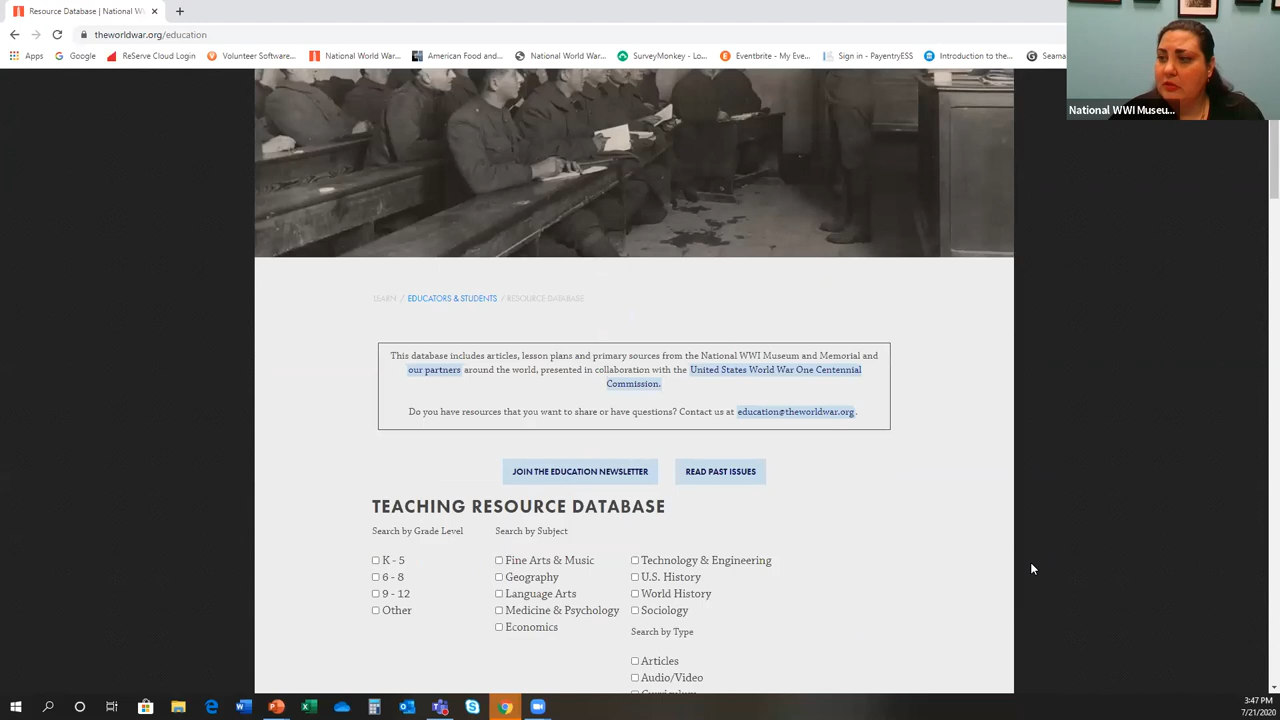 Resource Database | National WW
theworldwar.org/education
Apps
Google
ReServe Cloud Login
Volunteer Software...
National World War...
American Food and...
National World War...
SurveyMonkey - Lo...
Eventbrite - My Eve...
Sign in - PayentryESS
Introduction to the...
Seama
National WWI Museu...
LEARN / EDUCATORS & STUDENTS / RESOURCE DATABASE
This database includes articles, lesson plans and primary sources from the National WWI Museum and Memorial and
our partners around the world, presented in collaboration with the United States World War One Centennial
Commission.
Do you have resources that you want to share or have questions? Contact us at education@theworldwar.org.
JOIN THE EDUCATION NEWSLETTER
READ PAST ISSUES
TEACHING RESOURCE DATABASE
Search by Grade Level
K - 5
6 - 8
9 - 12
Other
Search by Subject
Fine Arts & Music
Geography
Language Arts
Medicine & Psychology
Economics
Technology & Engineering
U.S. History
World History
Sociology
Search by Type
Articles
Audio/Video
Curriculum
3:47 PM
7/21/2020